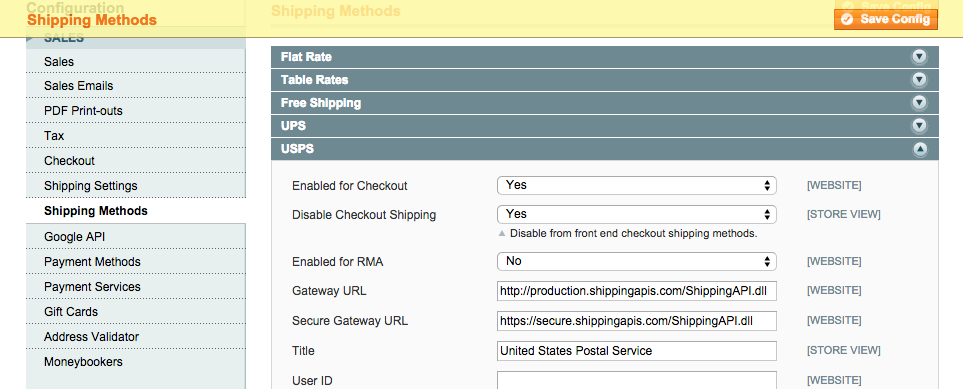 Configuration
Shipping Methods
Shipping Methods
Save Config
Save Config
SALES
Sales
Sales Emails
PDF Print-outs
Tax
Checkout
Shipping Settings
Shipping Methods
Google API
Payment Methods
Payment Services
Gift Cards
Address Validator
Moneybookers
Flat Rate
Table Rates
Free Shipping
UPS
USPS
Enabled for Checkout Yes [WEBSITE]
Disable Checkout Shipping Yes [STORE VIEW]
Disable from front end checkout shipping methods.
Enabled for RMA No [WEBSITE]
Gateway URL http://production.shippingapis.com/ShippingAPI.dll [WEBSITE]
Secure Gateway URL https://secure.shippingapis.com/ShippingAPI.dll [WEBSITE]
Title United States Postal Service [STORE VIEW]
User ID [WEBSITE]